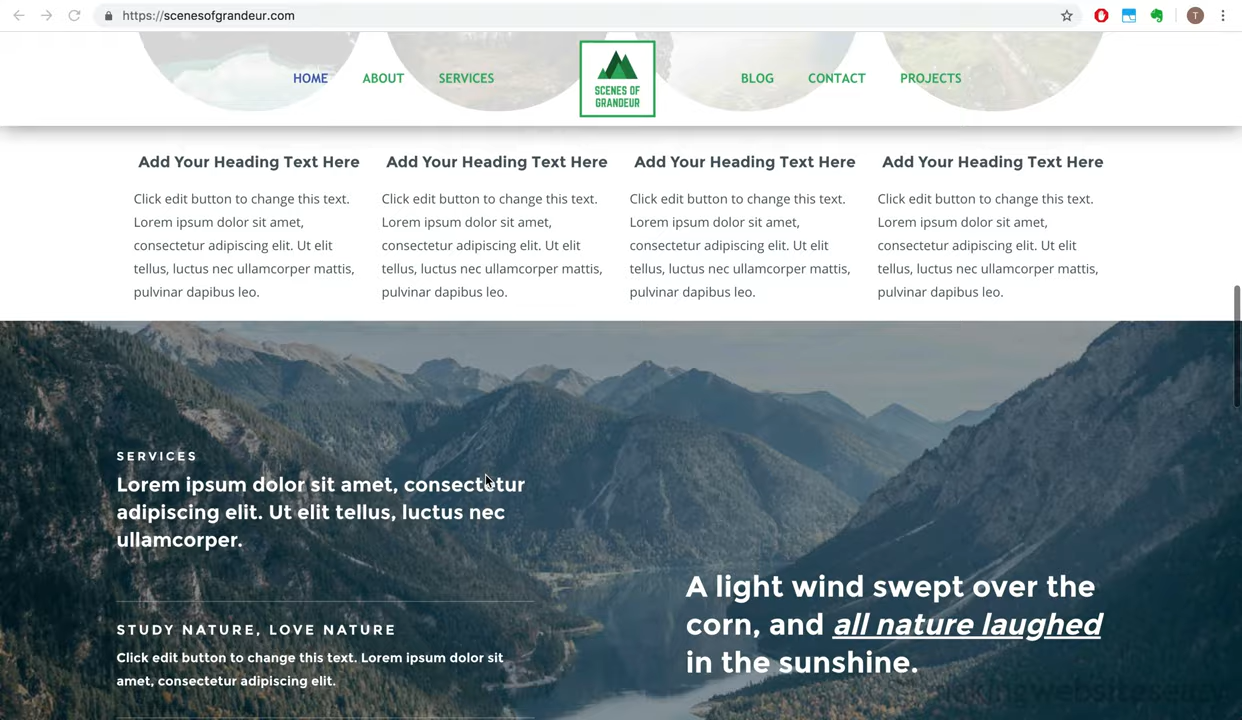 https://scenesofgrandeur.com
T
HOME ABOUT SERVICES
SCENES OF
GRANDEUR
BLOG CONTACT PROJECTS
Add Your Heading Text Here
Click edit button to change this text.
Lorem ipsum dolor sit amet,
consectetur adipiscing elit. Ut elit
tellus, luctus nec ullamcorper mattis,
pulvinar dapibus leo.
Add Your Heading Text Here
Click edit button to change this text.
Lorem ipsum dolor sit amet,
consectetur adipiscing elit. Ut elit
tellus, luctus nec ullamcorper mattis,
pulvinar dapibus leo.
Add Your Heading Text Here
Click edit button to change this text.
Lorem ipsum dolor sit amet,
consectetur adipiscing elit. Ut elit
tellus, luctus nec ullamcorper mattis,
pulvinar dapibus leo.
Add Your Heading Text Here
Click edit button to change this text.
Lorem ipsum dolor sit amet,
consectetur adipiscing elit. Ut elit
tellus, luctus nec ullamcorper mattis,
pulvinar dapibus leo.
SERVICES
Lorem ipsum dolor sit amet, consectetur
adipiscing elit. Ut elit tellus, luctus nec
ullamcorper.
STUDY NATURE, LOVE NATURE
Click edit button to change this text. Lorem ipsum dolor sit
amet, consectetur adipiscing elit.
A light wind swept over the
corn, and all nature laughed
in the sunshine.